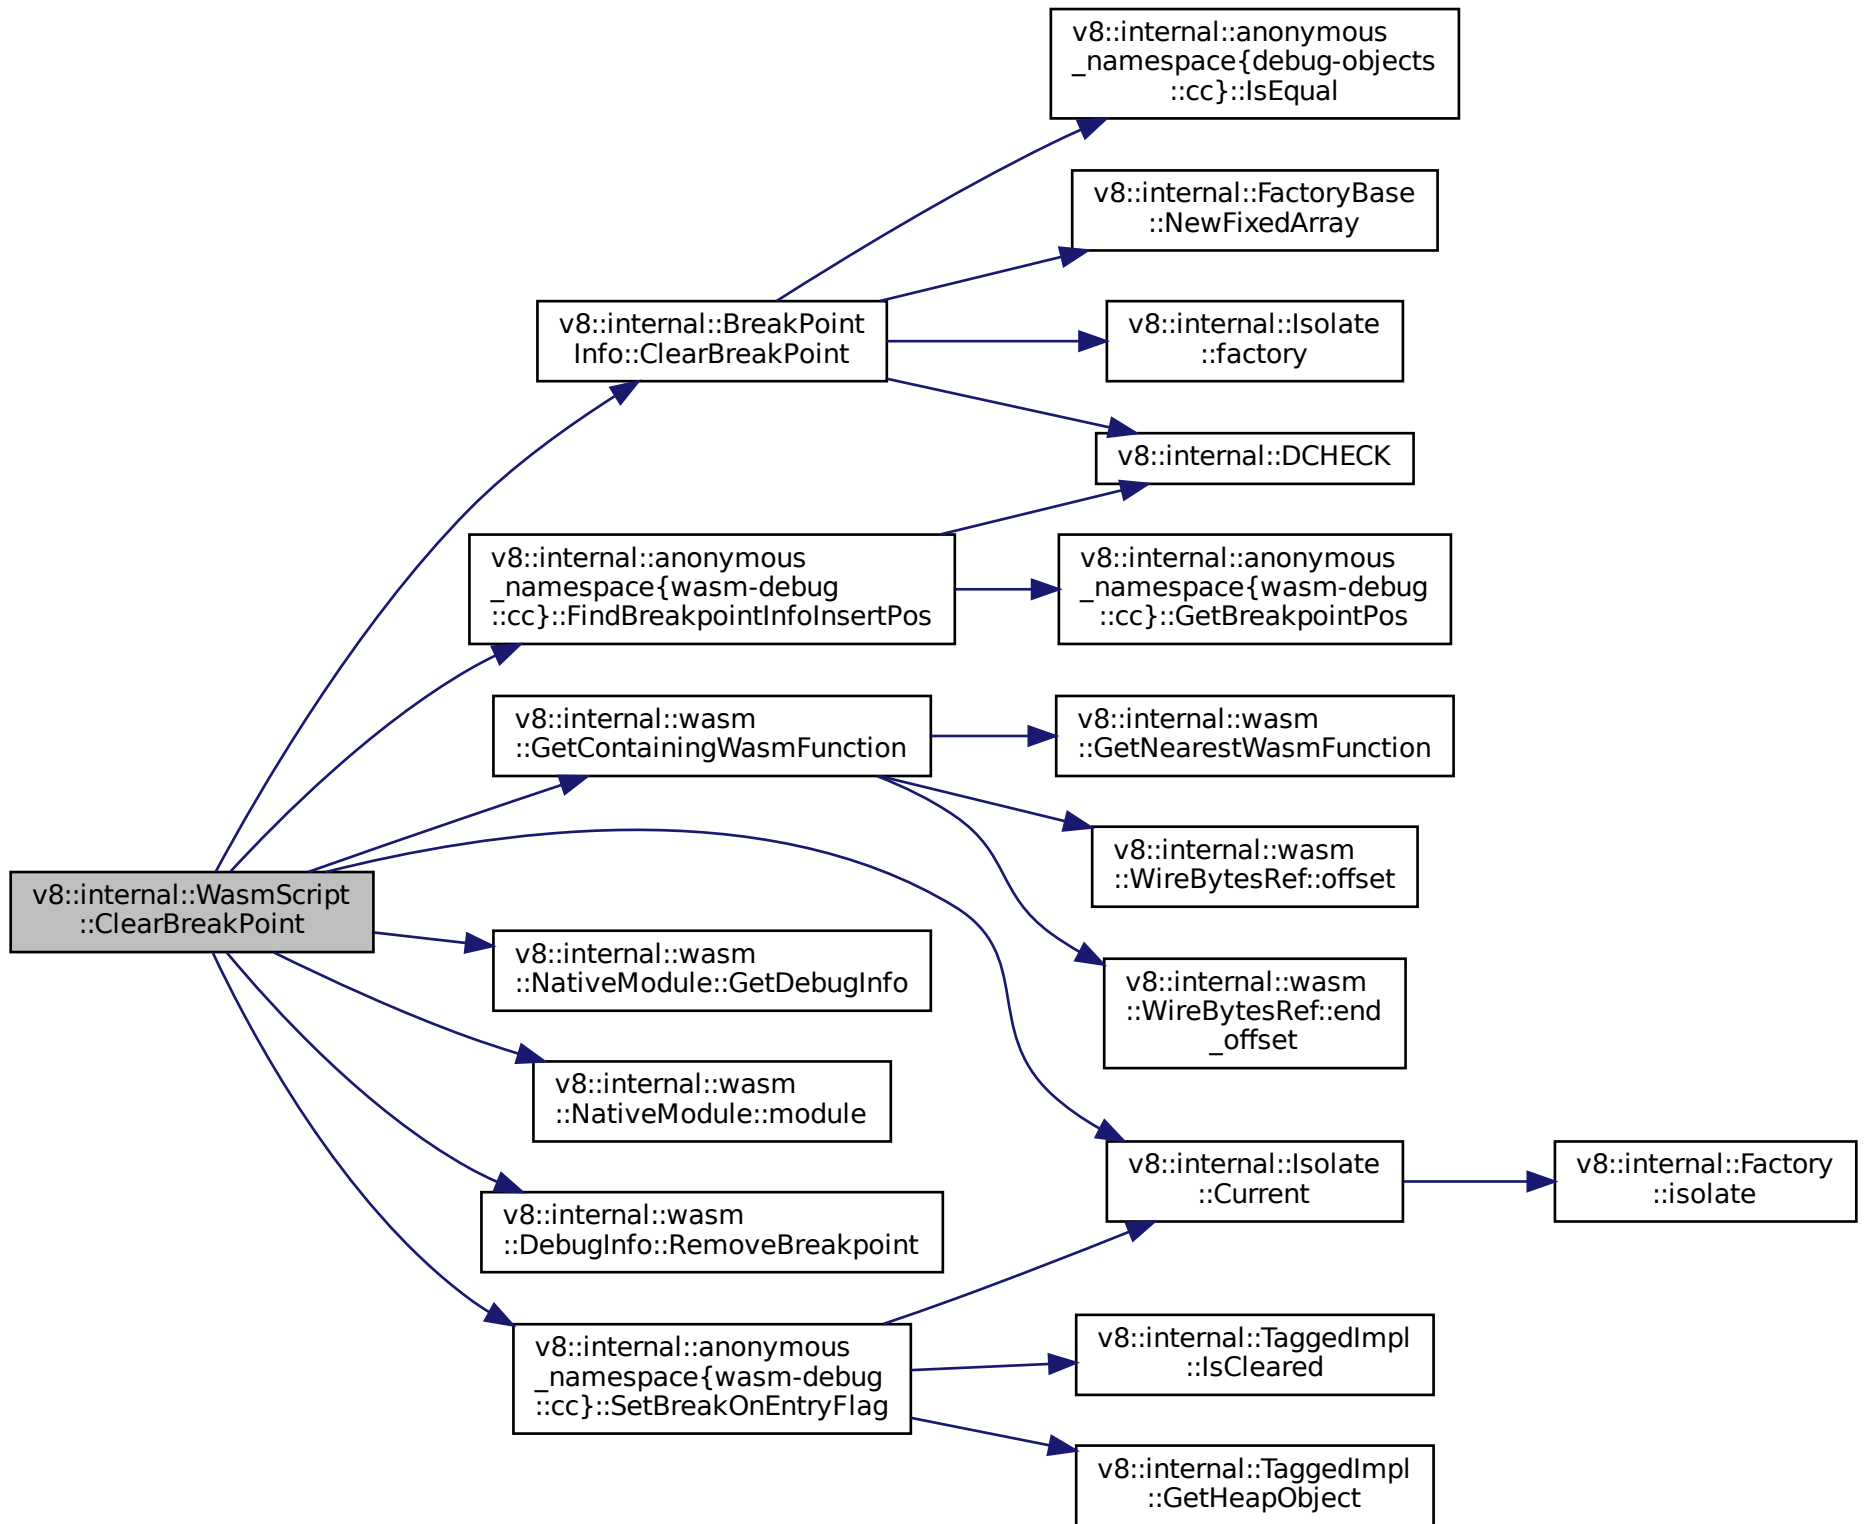 v8::internal::anonymous
_namespace{debug-objects
::cc}::IsEqual
v8::internal::FactoryBase
::NewFixedArray
v8::internal::BreakPoint
Info::ClearBreakPoint
v8::internal::Isolate
::factory
v8::internal::DCHECK
v8::internal::anonymous
_namespace{wasm-debug
::cc}::FindBreakpointInfoInsertPos
v8::internal::anonymous
_namespace{wasm-debug
::cc}::GetBreakpointPos
v8::internal::wasm
::GetContainingWasmFunction
v8::internal::wasm
::GetNearestWasmFunction
v8::internal::wasm
::WireBytesRef::offset
v8::internal::WasmScript
::ClearBreakPoint
v8::internal::wasm
::NativeModule::GetDebugInfo
v8::internal::wasm
::WireBytesRef::end
_offset
v8::internal::wasm
::NativeModule::module
v8::internal::Isolate
::Current
v8::internal::Factory
::isolate
v8::internal::wasm
::DebugInfo::RemoveBreakpoint
v8::internal::anonymous
_namespace{wasm-debug
::cc}::SetBreakOnEntryFlag
v8::internal::TaggedImpl
::IsCleared
v8::internal::TaggedImpl
::GetHeapObject